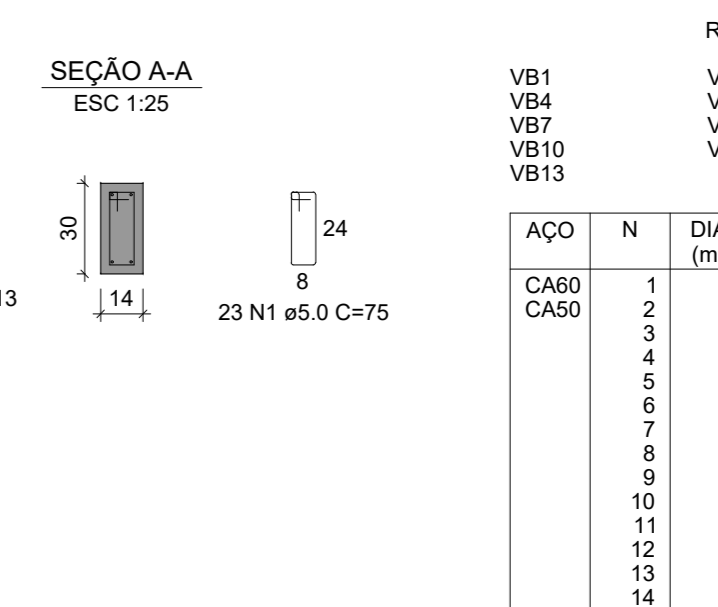 R
SEÇÃO A-A
ESC 1:25
VB1 V
VB4 V
VB7 V
VB10 V
VB13
30
24
8
13
14
23 N1 ø5.0 C=75
AÇO N DIÂ
(m
CA60 1
CA50 2
3
4
5
6
7
8
9
10
11
12
13
14